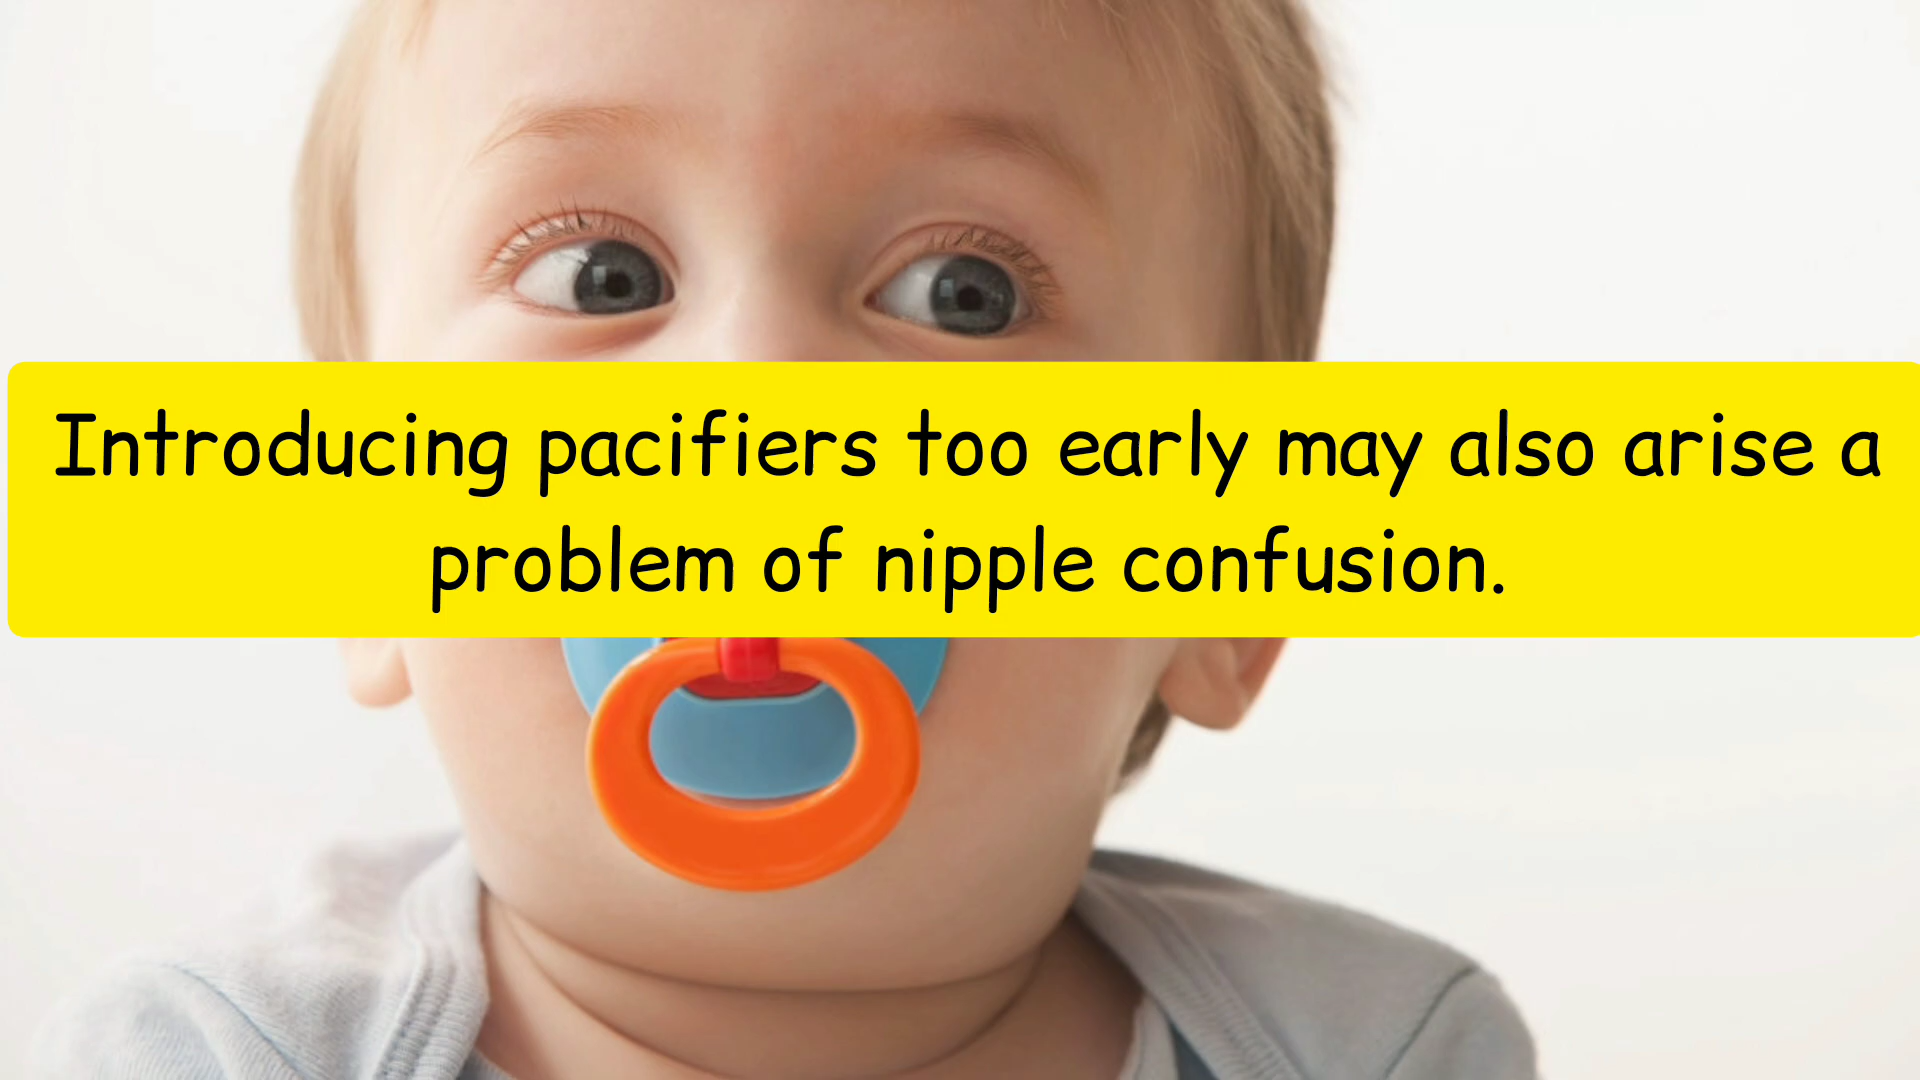 Introducing pacifiers too early may also arise a
problem of nipple confusion.